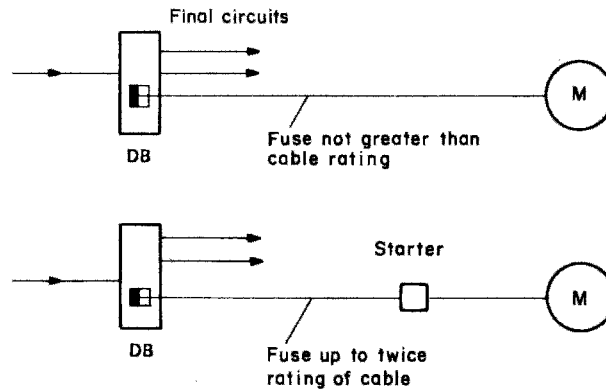 Final circuits
M
DB
Fuse not greater than
cable rating
Starter
M
DB
Fuse up to twice
rating of cable